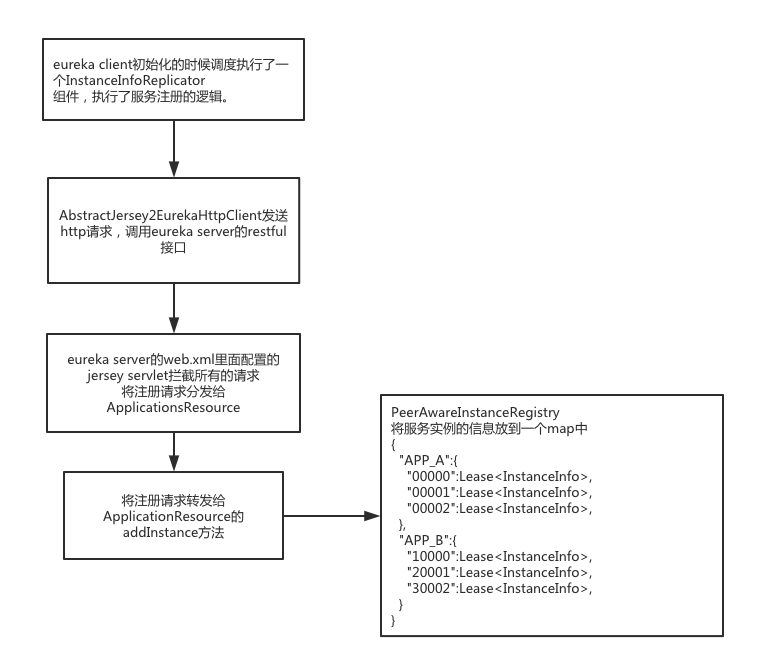 eureka client初始化的时候调度执行了一
个InstanceInfoReplicator
组件，执行了服务注册的逻辑。
AbstractJersey2EurekaHttpClient发送
http请求，调用eureka server的restful
接口
eureka server的web.xml里面配置的
jersey servlet拦截所有的请求
将注册请求分发给
ApplicationsResource
将注册请求转发给
ApplicationResource的
addInstance方法
PeerAwareInstanceRegistry
将服务实例的信息放到一个map中
{
"APP_A":{
"00000":Lease<InstanceInfo>,
"00001":Lease<InstanceInfo>,
"00002":Lease<InstanceInfo>,
},
"APP_B":{
"10000":Lease<InstanceInfo>,
"20001":Lease<InstanceInfo>,
"30002":Lease<InstanceInfo>,
}
}